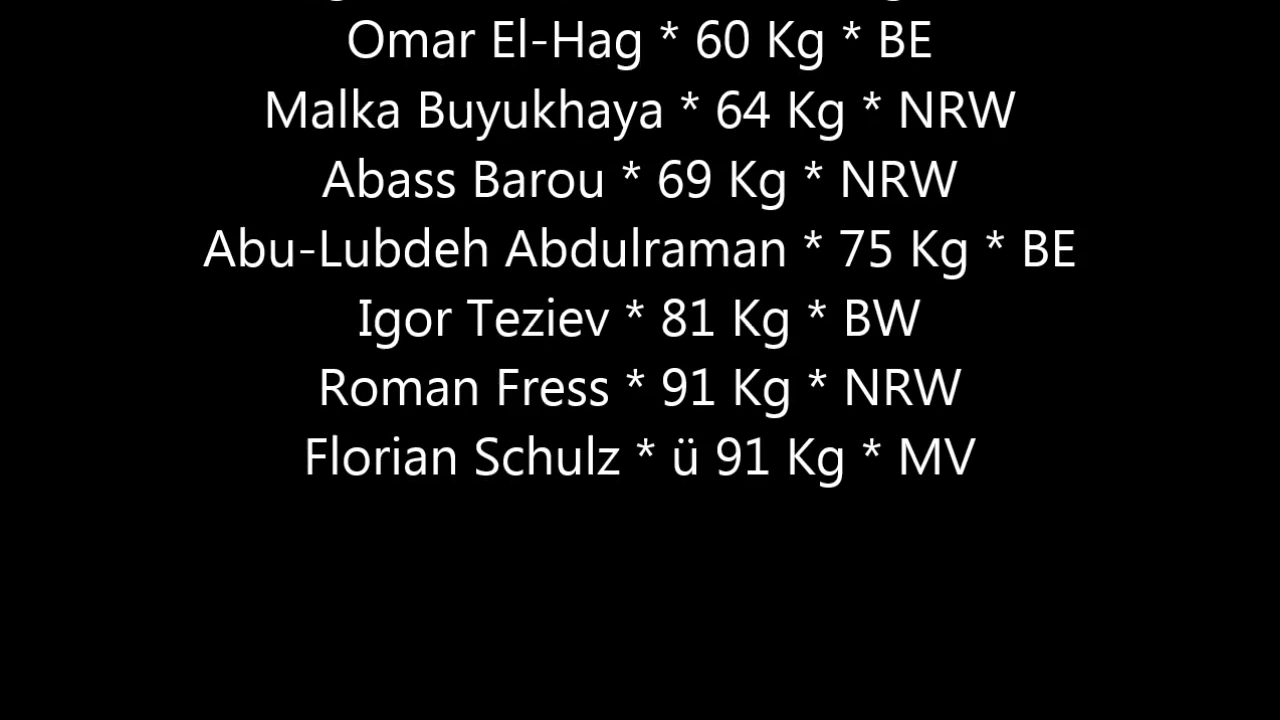 Omar El-Hag * 60 Kg * BE
Malka Buyukhaya * 64 Kg * NRW
Abass Barou * 69 Kg * NRW
Abu-Lubdeh Abdulraman * 75 Kg * BE
Igor Teziev * 81 Kg * BW
Roman Fress * 91 Kg * NRW
Florian Schulz * ü 91 Kg * MV